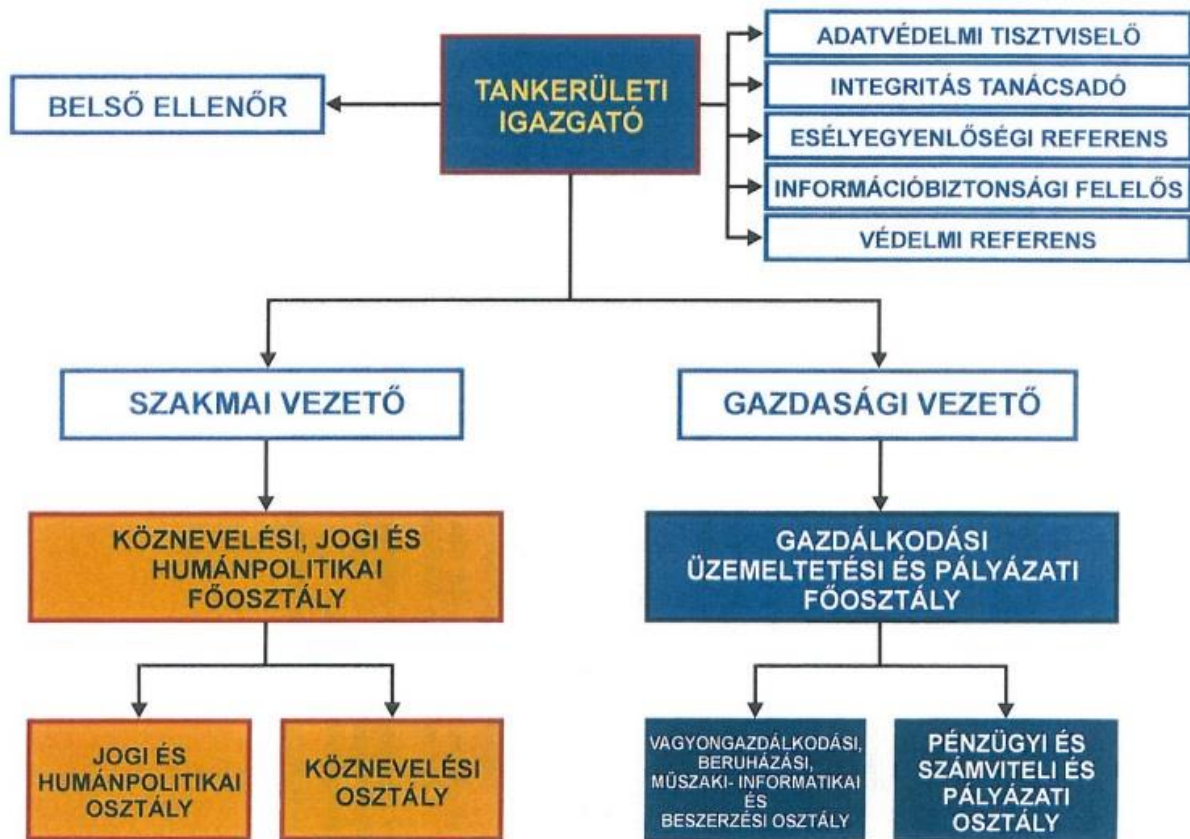 TANKERÜLETI
IGAZGATÓ
BELSŐ ELLENŐR
ADATVÉDELMI TISZTVISELŐ
INTEGRITÁS TANÁCSADÓ
ESÉLYEGYENLŐSÉGI REFERENS
INFORMÁCIÓBIZTONSÁGI FELELŐS
VÉDELMI REFERENS
SZAKMAI VEZETŐ
GAZDASÁGI VEZETŐ
KÖZNEVELÉSI, JOGI ÉS
HUMÁNPOLITIKAI
FŐOSZTÁLY
GAZDÁLKODÁSI
ÜZEMELTETÉSI ÉS PÁLYÁZATI
FŐOSZTÁLY
JOGI ÉS
HUMÁNPOLITIKAI
OSZTÁLY
KÖZNEVELÉSI
OSZTÁLY
VAGYONGAZDÁLKODÁSI,
BERUHÁZÁSI,
MŰSZAKI- INFORMATIKAI
ÉS
BESZERZÉSI OSZTÁLY
PÉNZÜGYI ÉS
SZÁMVITELI ÉS
PÁLYÁZATI
OSZTÁLY